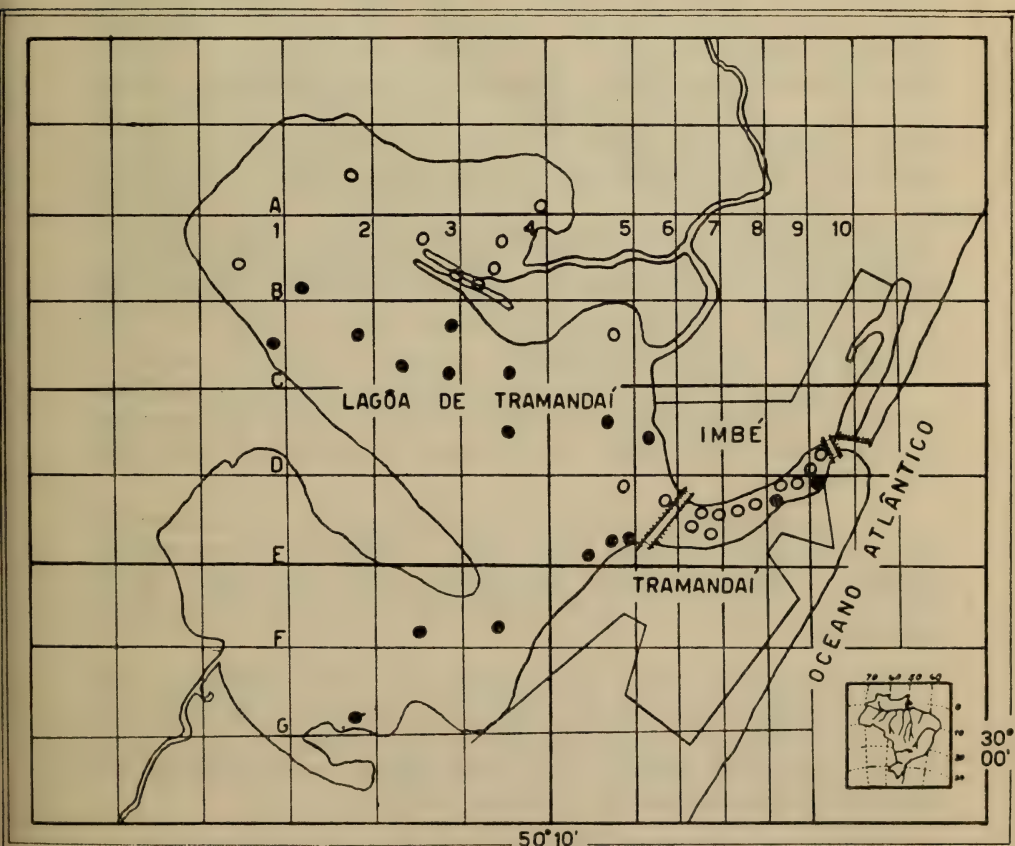 A
1 2 3 4 5 6 7 8 9 10
B
C
LAGÔA DE TRAMANDAÍ
IMBÉ
D
E
TRAMANDAÍ
OCEANO ATLÂNTICO
F
G
30°
00'
50°10'